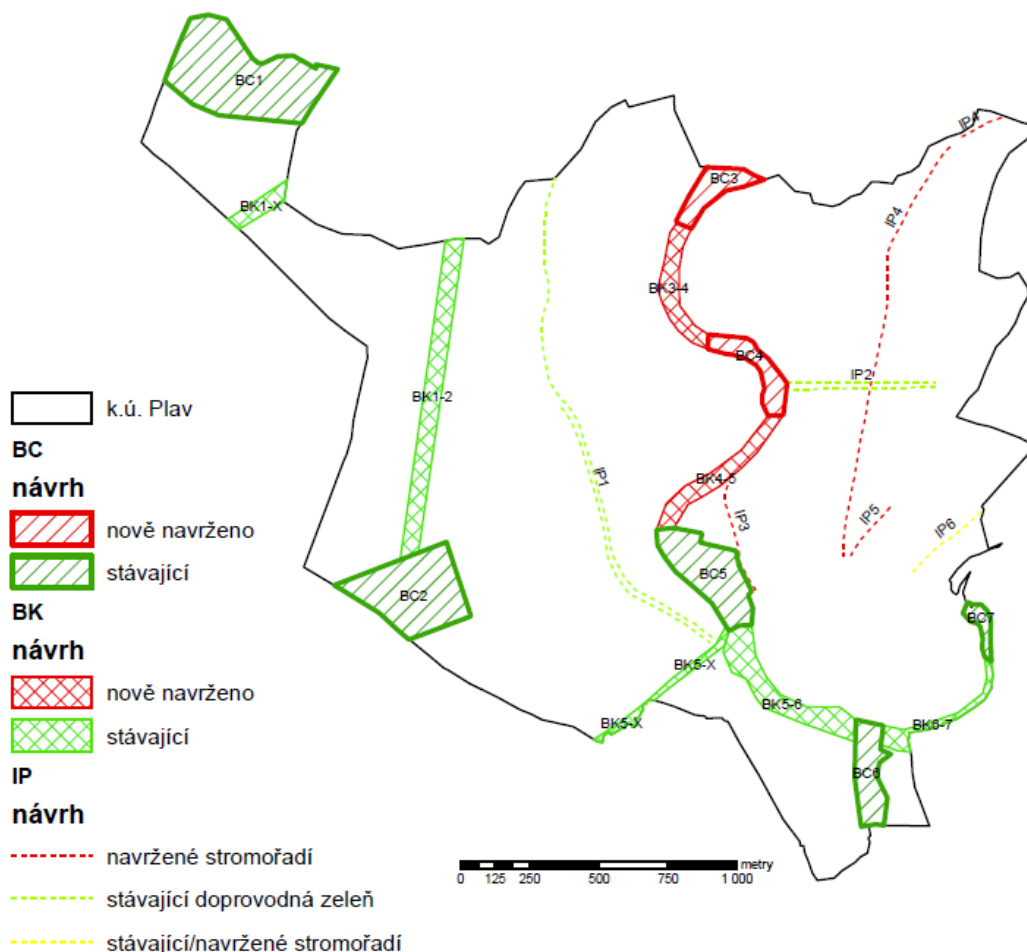 BC1
BK1-X
BK1-2
BC2
BC3
BK3-4
BC4
BK4-5
BC5
IP1
IP2
IP3
IP4
IP4
IP5
IP6
BC7
BK5-X
BK5-X
BK5-6
BK6-7
BC6
k.ú. Plav
BC
návrh
nově navrženo
stávající
BK
návrh
nově navrženo
stávající
IP
návrh
navržené stromořadí
stávající doprovodná zeleň
stávající/navržené stromořadí
metry
0 125 250 500 750 1 000